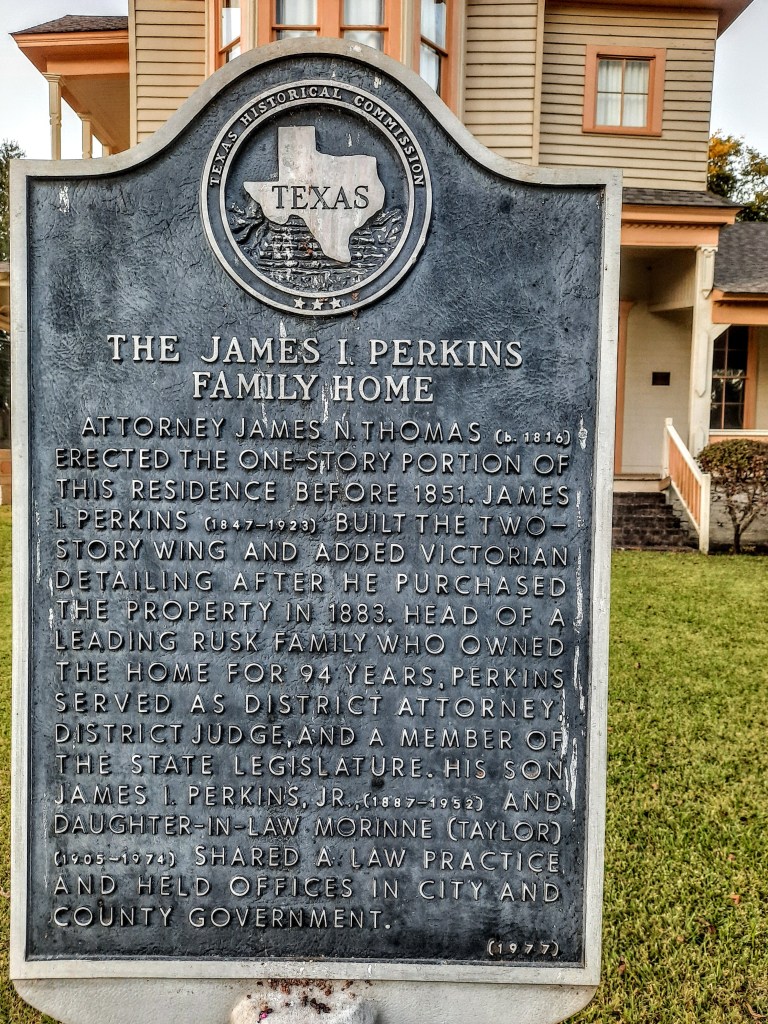 TEXAS HISTORICAL COMMISSION
TEXAS
THE JAMES I. PERKINS
FAMILY HOME
ATTORNEY JAMES N. THOMAS (b. 1816)
ERECTED THE ONE-STORY PORTION OF
THIS RESIDENCE BEFORE 1851. JAMES
I. PERKINS (1847-1923) BUILT THE TWO-
STORY WING AND ADDED VICTORIAN
DETAILING AFTER HE PURCHASED
THE PROPERTY IN 1883. HEAD OF A
LEADING RUSK FAMILY WHO OWNED
THE HOME FOR 94 YEARS, PERKINS
SERVED AS DISTRICT ATTORNEY,
DISTRICT JUDGE, AND A MEMBER OF
THE STATE LEGISLATURE. HIS SON
JAMES I. PERKINS, JR., (1887-1952) AND
DAUGHTER-IN-LAW MORINNE (TAYLOR)
(1905-1974) SHARED A LAW PRACTICE
AND HELD OFFICES IN CITY AND
COUNTY GOVERNMENT.
(1977)